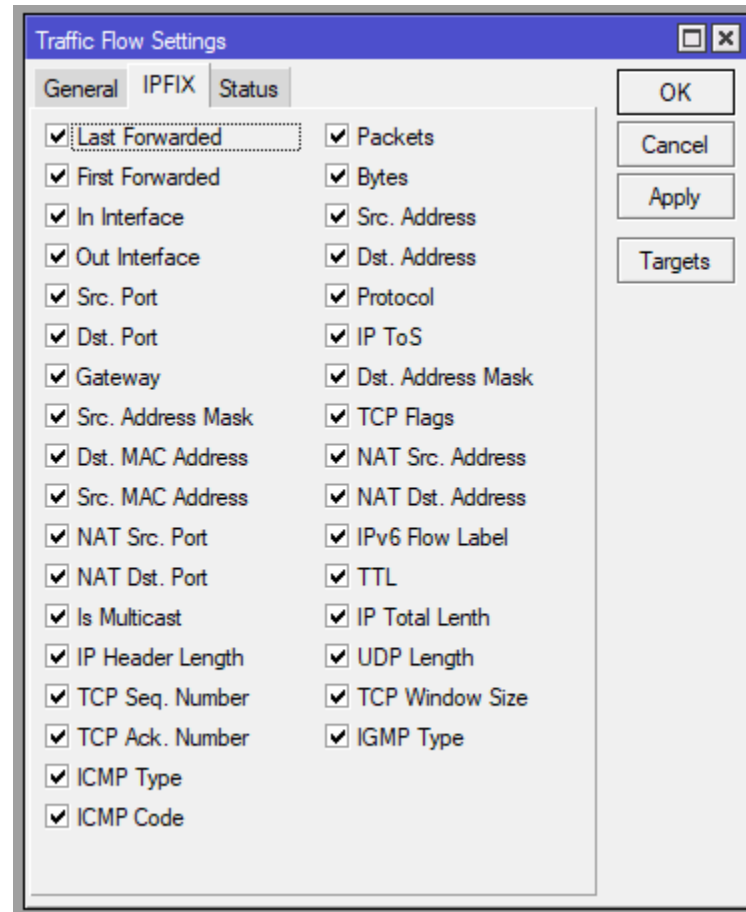 Traffic Flow Settings
General IPFIX Status
Last Forwarded
First Forwarded
In Interface
Out Interface
Src. Port
Dst. Port
Gateway
Src. Address Mask
Dst. MAC Address
Src. MAC Address
NAT Src. Port
NAT Dst. Port
Is Multicast
IP Header Length
TCP Seq. Number
TCP Ack. Number
ICMP Type
ICMP Code
Packets
Bytes
Src. Address
Dst. Address
Protocol
IP ToS
Dst. Address Mask
TCP Flags
NAT Src. Address
NAT Dst. Address
IPv6 Flow Label
TTL
IP Total Lenth
UDP Length
TCP Window Size
IGMP Type
OK
Cancel
Apply
Targets